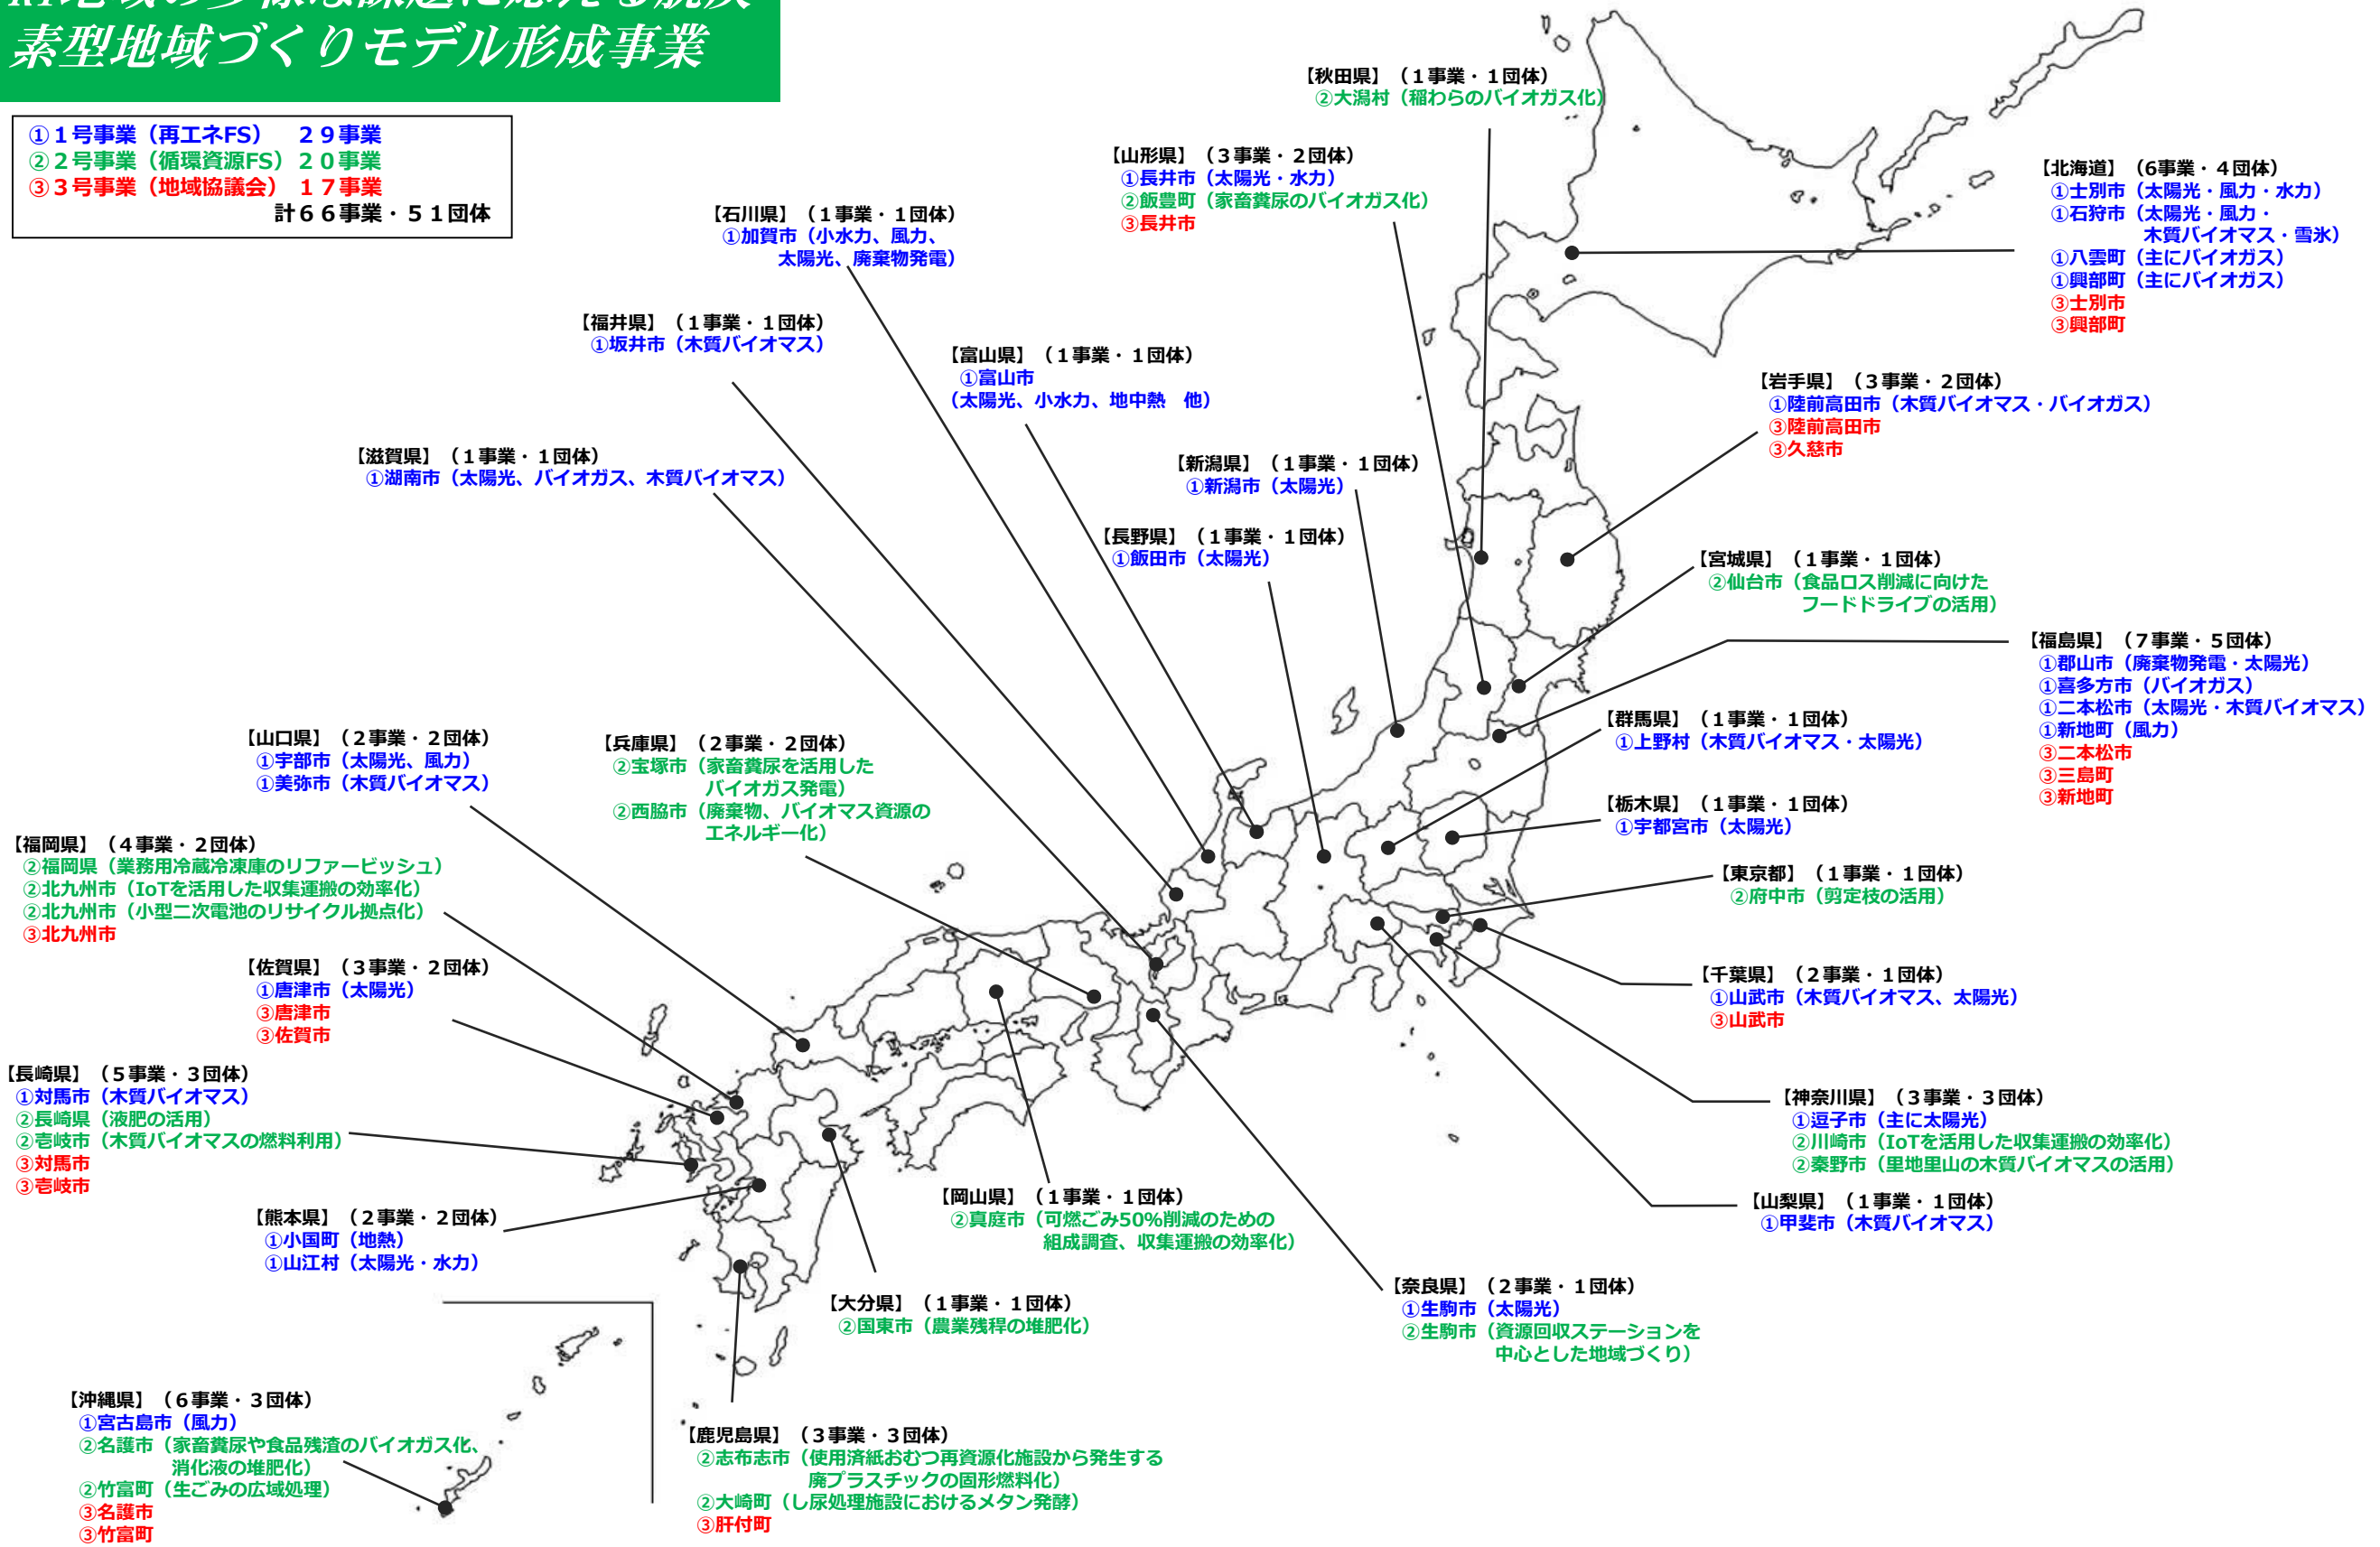 素型地域づくりモデル形成事業
①１号事業（再エネFS）　２９事業
②２号事業（循環資源FS）２０事業
③３号事業（地域協議会）１７事業
計６６事業・５１団体
【秋田県】（１事業・１団体）
②大潟村（稲わらのバイオガス化）
【山形県】（３事業・２団体）
①長井市（太陽光・水力）
②飯豊町（家畜糞尿のバイオガス化）
③長井市
【北海道】（6事業・４団体）
①士別市（太陽光・風力・水力）
①石狩市（太陽光・風力・
木質バイオマス・雪氷）
①八雲町（主にバイオガス）
①興部町（主にバイオガス）
③士別市
③興部町
【石川県】（１事業・１団体）
①加賀市（小水力、風力、
太陽光、廃棄物発電）
【福井県】（１事業・１団体）
①坂井市（木質バイオマス）
【富山県】（１事業・１団体）
①富山市
（太陽光、小水力、地中熱　他）
【岩手県】（３事業・２団体）
①陸前高田市（木質バイオマス・バイオガス）
③陸前高田市
③久慈市
【滋賀県】（１事業・１団体）
①湖南市（太陽光、バイオガス、木質バイオマス）
【新潟県】（１事業・１団体）
①新潟市（太陽光）
【長野県】（１事業・１団体）
①飯田市（太陽光）
【宮城県】（１事業・１団体）
②仙台市（食品ロス削減に向けた
フードドライブの活用）
【福島県】（７事業・５団体）
①郡山市（廃棄物発電・太陽光）
①喜多方市（バイオガス）
①二本松市（太陽光・木質バイオマス）
①新地町（風力）
③二本松市
③三島町
③新地町
【群馬県】（１事業・１団体）
①上野村（木質バイオマス・太陽光）
【栃木県】（１事業・１団体）
①宇都宮市（太陽光）
【東京都】（１事業・１団体）
②府中市（剪定枝の活用）
【千葉県】（２事業・１団体）
①山武市（木質バイオマス、太陽光）
③山武市
【神奈川県】（３事業・３団体）
①逗子市（主に太陽光）
②川崎市（IoTを活用した収集運搬の効率化）
②秦野市（里地里山の木質バイオマスの活用）
【山梨県】（１事業・１団体）
①甲斐市（木質バイオマス）
【山口県】（２事業・２団体）
①宇部市（太陽光、風力）
①美弥市（木質バイオマス）
【兵庫県】（２事業・２団体）
②宝塚市（家畜糞尿を活用した
バイオガス発電）
②西脇市（廃棄物、バイオマス資源の
エネルギー化）
【福岡県】（４事業・２団体）
②福岡県（業務用冷蔵冷凍庫のリファービッシュ）
②北九州市（IoTを活用した収集運搬の効率化）
②北九州市（小型二次電池のリサイクル拠点化）
③北九州市
【佐賀県】（３事業・２団体）
①唐津市（太陽光）
③唐津市
③佐賀市
【長崎県】（５事業・３団体）
①対馬市（木質バイオマス）
②長崎県（液肥の活用）
②壱岐市（木質バイオマスの燃料利用）
③対馬市
③壱岐市
【熊本県】（２事業・２団体）
①小国町（地熱）
①山江村（太陽光・水力）
【岡山県】（１事業・１団体）
②真庭市（可燃ごみ50%削減のための
組成調査、収集運搬の効率化）
【奈良県】（２事業・１団体）
①生駒市（太陽光）
②生駒市（資源回収ステーションを
中心とした地域づくり）
【大分県】（１事業・１団体）
②国東市（農業残稈の堆肥化）
【沖縄県】（６事業・３団体）
①宮古島市（風力）
②名護市（家畜糞尿や食品残渣のバイオガス化、
消化液の堆肥化）
②竹富町（生ごみの広域処理）
③名護市
③竹富町
【鹿児島県】（３事業・３団体）
②志布志市（使用済紙おむつ再資源化施設から発生する
廃プラスチックの固形燃料化）
②大崎町（し尿処理施設におけるメタン発酵）
③肝付町